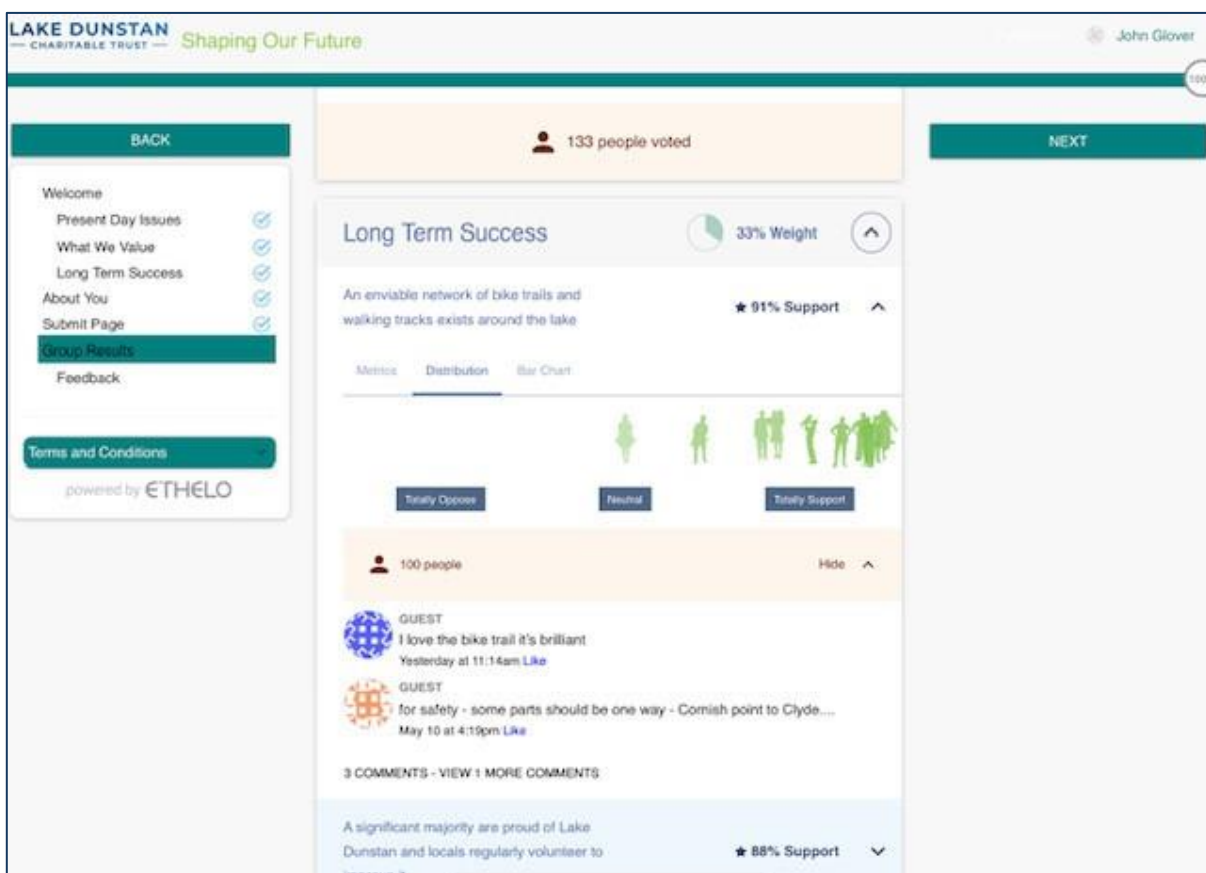 LAKE DUNSTAN
— CHARITABLE TRUST —
Shaping Our Future
John Glover
100
BACK
133 people voted
NEXT
Welcome
Present Day Issues
What We Value
Long Term Success
About You
Submit Page
Group Results
Feedback
Terms and Conditions
powered by ETHELO
Long Term Success
33% Weight
An enviable network of bike trails and
walking tracks exists around the lake
★ 91% Support
Metrics Distribution Bar Chart
Totally Oppose Neutral Totally Support
100 people
Hide
GUEST
I love the bike trail it's brilliant
Yesterday at 11:14am Like
GUEST
for safety - some parts should be one way - Cornish point to Clyde....
May 10 at 4:19pm Like
3 COMMENTS - VIEW 1 MORE COMMENTS
A significant majority are proud of Lake
Dunstan and locals regularly volunteer to
★ 88% Support